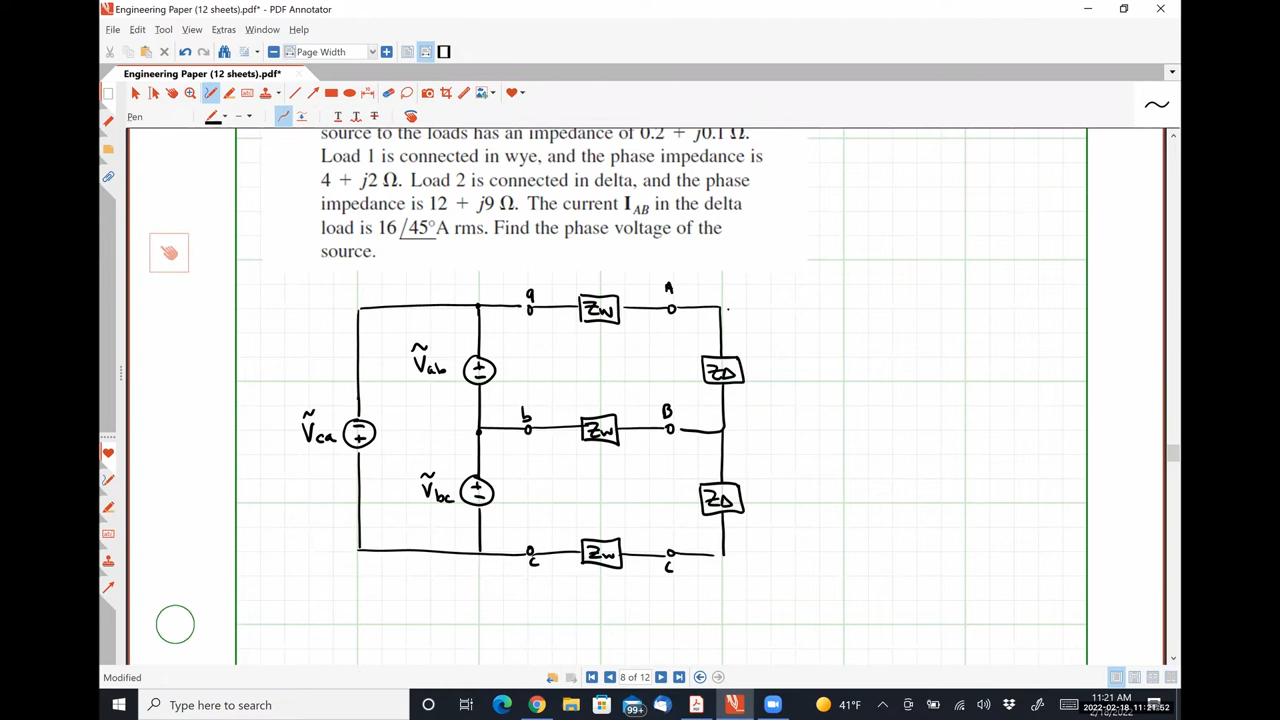 Engineering Paper (12 sheets).pdf* - PDF Annotator
File Edit Tool View Extras Window Help
Page Width
Engineering Paper (12 sheets).pdf*
Pen
source to the loads has an impedance of 0.2 + j0.1 Ω.
Load 1 is connected in wye, and the phase impedance is
4 + j2 Ω. Load 2 is connected in delta, and the phase
impedance is 12 + j9 Ω. The current I_AB in the delta
load is 16 /45° A rms. Find the phase voltage of the
source.
a Zw A
Ṽab ZΔ
b Zw B
Ṽca
Ṽbc ZΔ
c Zw C
Modified
8 of 12
Type here to search
99+
41°F
11:21 AM
2022-02-18 11:21:52